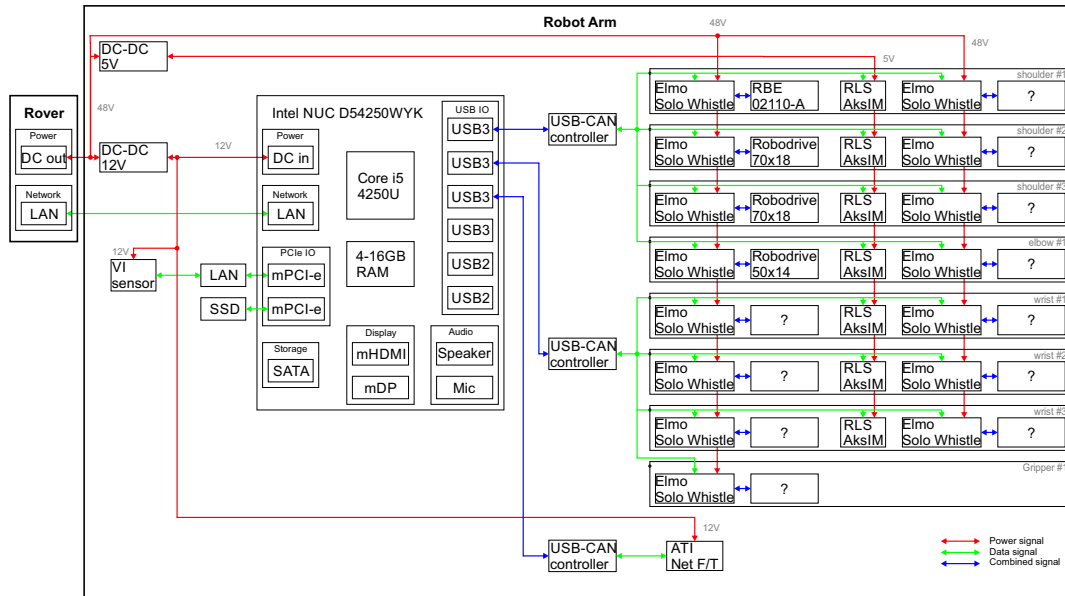 Robot Arm
48V
48V
DC-DC
5V
5V
Rover
Power
DC out
Network
LAN
48V
DC-DC
12V
12V
12V
VI
sensor
LAN
SSD
Intel NUC D54250WYK
Power
DC in
Network
LAN
PCIe IO
mPCI-e
mPCI-e
Storage
SATA
Core i5
4250U
4-16GB
RAM
Display
mHDMI
mDP
USB IO
USB3
USB3
USB3
USB3
USB2
USB2
Audio
Speaker
Mic
USB-CAN
controller
USB-CAN
controller
USB-CAN
controller
12V
ATI
Net F/T
shoulder #1
Elmo
Solo Whistle
RBE
02110-A
RLS
AksIM
Elmo
Solo Whistle
?
shoulder #2
Elmo
Solo Whistle
Robodrive
70x18
RLS
AksIM
Elmo
Solo Whistle
?
shoulder #3
Elmo
Solo Whistle
Robodrive
70x18
RLS
AksIM
Elmo
Solo Whistle
?
elbow #1
Elmo
Solo Whistle
Robodrive
50x14
RLS
AksIM
Elmo
Solo Whistle
?
wrist #1
Elmo
Solo Whistle
?
RLS
AksIM
Elmo
Solo Whistle
?
wrist #2
Elmo
Solo Whistle
?
RLS
AksIM
Elmo
Solo Whistle
?
wrist #3
Elmo
Solo Whistle
?
RLS
AksIM
Elmo
Solo Whistle
?
Gripper #1
Elmo
Solo Whistle
?
Power signal
Data signal
Combined signal